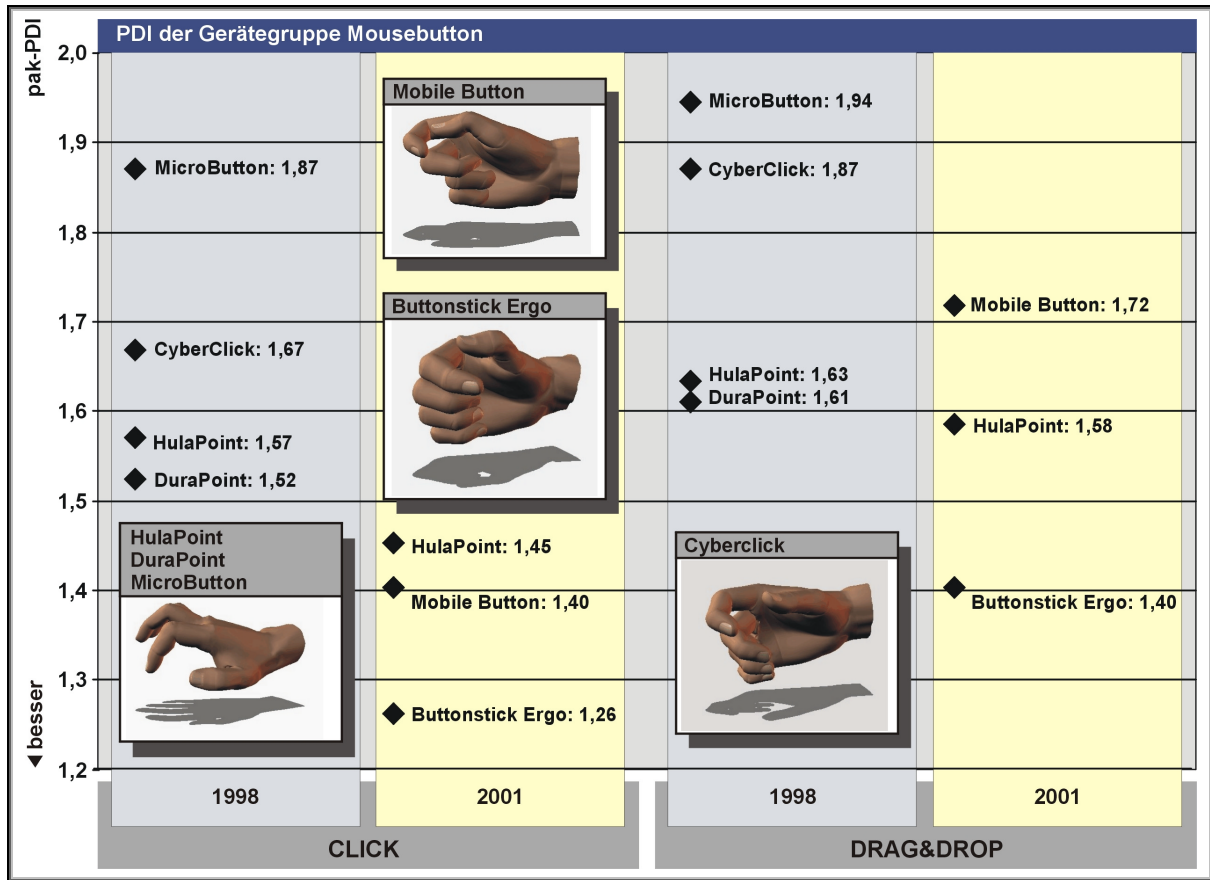 PDI der Gerätegruppe Mousebutton
pak-PDI
2,0
1,9
1,8
1,7
1,6
1,5
1,4
1,3
1,2
◄ besser
MicroButton: 1,87
CyberClick: 1,67
HulaPoint: 1,57
DuraPoint: 1,52
HulaPoint
DuraPoint
MicroButton
Mobile Button
Buttonstick Ergo
HulaPoint: 1,45
Mobile Button: 1,40
Buttonstick Ergo: 1,26
MicroButton: 1,94
CyberClick: 1,87
HulaPoint: 1,63
DuraPoint: 1,61
Cyberclick
Mobile Button: 1,72
HulaPoint: 1,58
Buttonstick Ergo: 1,40
1998
2001
1998
2001
CLICK
DRAG&DROP